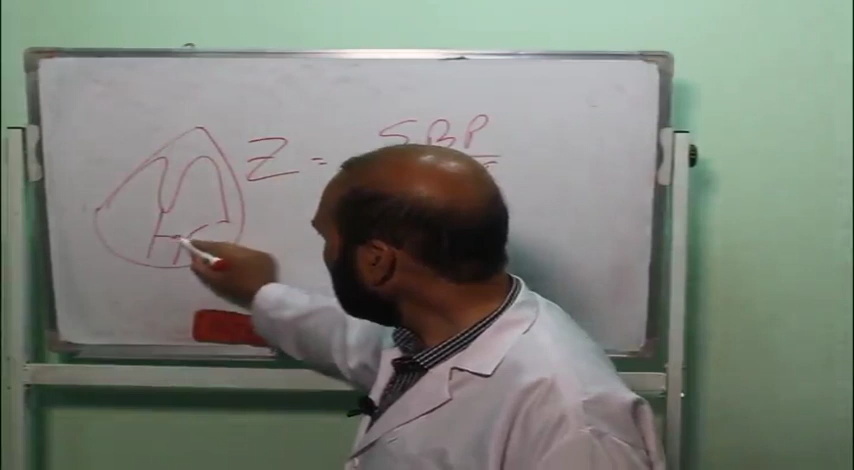 Z = SBP